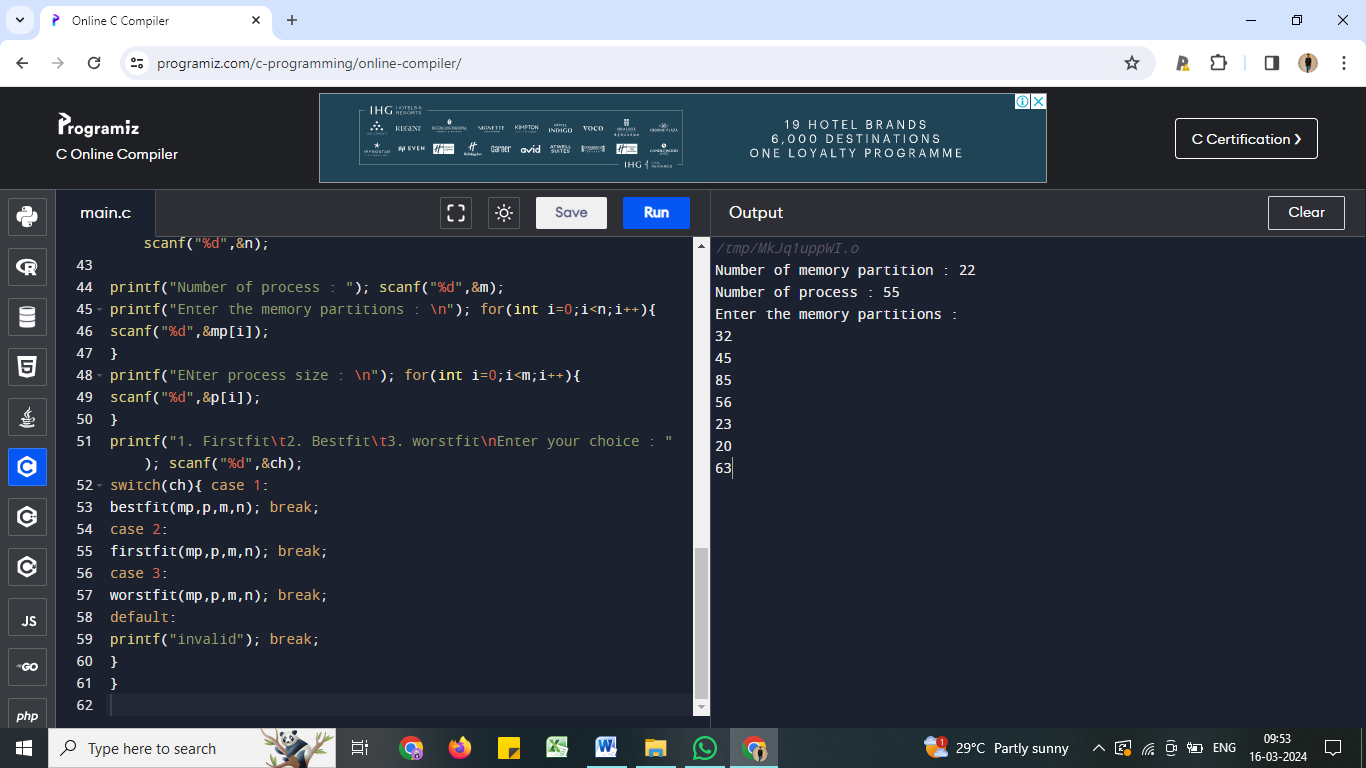 Online C Compiler
programiz.com/c-programming/online-compiler/
Programiz
C Online Compiler
IHG HOTELS & RESORTS
REGENT
INTERCONTINENTAL
VIGNETTE
KIMPTON
HOTEL INDIGO
voco
EVEN
avid
ATWELL SUITES
IHG
19 HOTEL BRANDS
6,000 DESTINATIONS
ONE LOYALTY PROGRAMME
C Certification
main.c
Save
Run
Output
Clear
scanf("%d",&n);
43
44 printf("Number of process : "); scanf("%d",&m);
45 printf("Enter the memory partitions : \n"); for(int i=0;i<n;i++){
46 scanf("%d",&mp[i]);
47 }
48 printf("ENter process size : \n"); for(int i=0;i<m;i++){
49 scanf("%d",&p[i]);
50 }
51 printf("1. Firstfit\t2. Bestfit\t3. worstfit\nEnter your choice : "
); scanf("%d",&ch);
52 switch(ch){ case 1:
53 bestfit(mp,p,m,n); break;
54 case 2:
55 firstfit(mp,p,m,n); break;
56 case 3:
57 worstfit(mp,p,m,n); break;
58 default:
59 printf("invalid"); break;
60 }
61 }
62
/tmp/MkJq1uppWI.o
Number of memory partition : 22
Number of process : 55
Enter the memory partitions :
32
45
85
56
23
20
63
JS
GO
php
Type here to search
29°C Partly sunny
ENG
09:53
16-03-2024